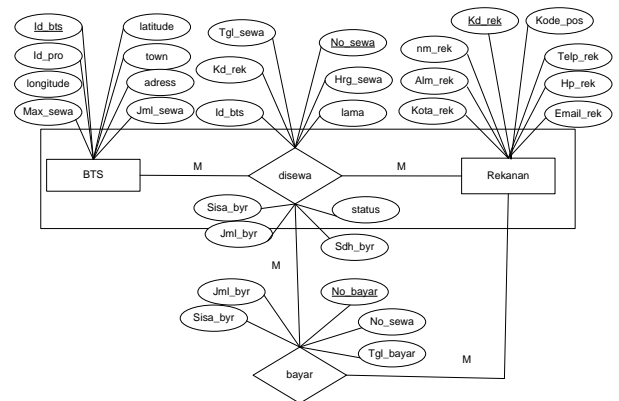 Id_bts
Id_pro
longitude
Max_sewa
latitude
town
adress
Jml_sewa
Tgl_sewa
Kd_rek
Id_bts
No_sewa
Hrg_sewa
lama
Kd_rek
nm_rek
Alm_rek
Kota_rek
Kode_pos
Telp_rek
Hp_rek
Email_rek
BTS
M
disewa
M
Rekanan
Sisa_byr
Jml_byr
status
Sdh_byr
M
Jml_byr
Sisa_byr
No_bayar
No_sewa
Tgl_bayar
M
bayar